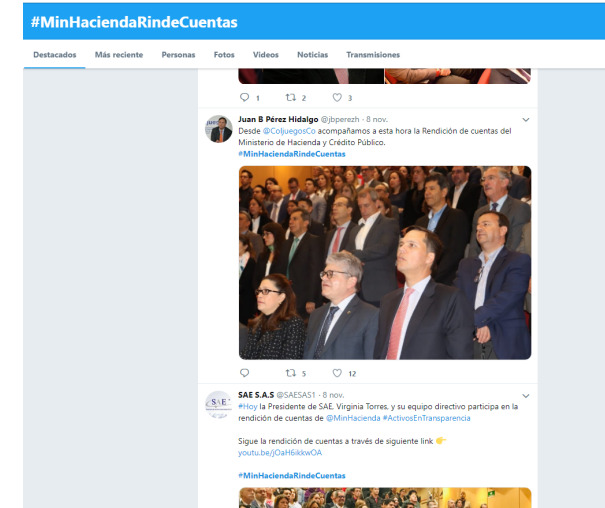 #MinHaciendaRindeCuentas
Destacados Más reciente Personas Fotos Videos Noticias Transmisiones
1 2 3
Juan B Pérez Hidalgo @jbperezh · 8 nov.
Desde @ColjuegosCo acompañamos a esta hora la Rendición de cuentas del
Ministerio de Hacienda y Crédito Público.
#MinHaciendaRindeCuentas
5 12
SAE
SAE S.A.S @SAESAS1 · 8 nov.
#Hoy la Presidente de SAE, Virginia Torres, y su equipo directivo participa en la
rendición de cuentas de @MinHacienda #ActivosEnTransparencia
Sigue la rendición de cuentas a través de siguiente link 👉
youtu.be/jOaH6ikkwOA
#MinHaciendaRindeCuentas